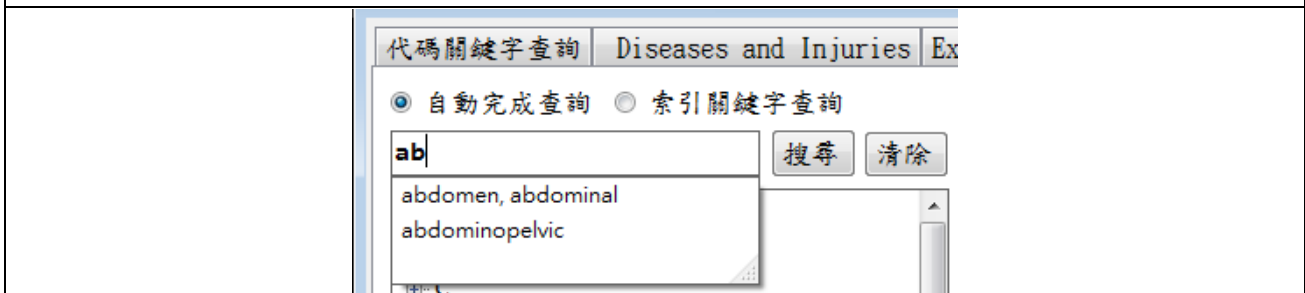 代碼關鍵字查詢 Diseases and Injuries Ex
自動完成查詢 索引關鍵字查詢
ab 搜尋 清除
abdomen, abdominal
abdominopelvic